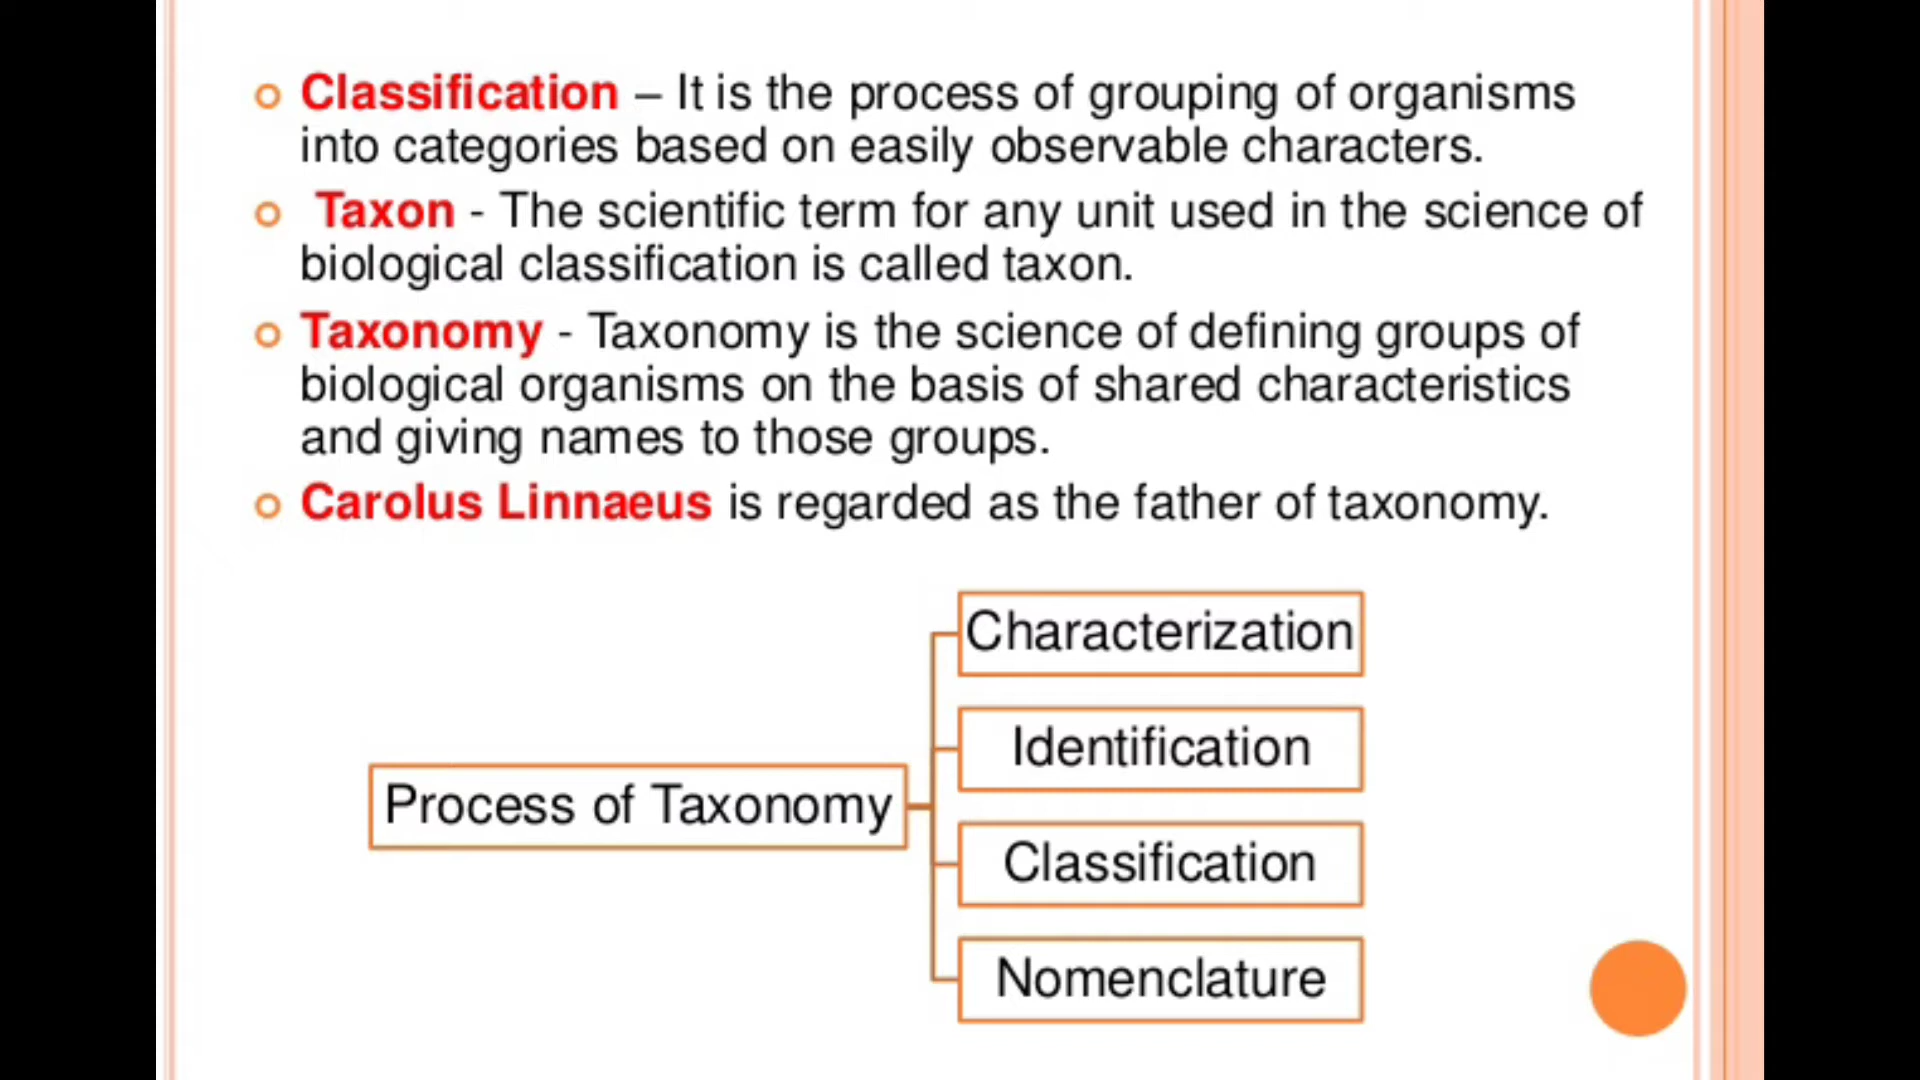 Classification – It is the process of grouping of organisms
into categories based on easily observable characters.
Taxon - The scientific term for any unit used in the science of
biological classification is called taxon.
Taxonomy - Taxonomy is the science of defining groups of
biological organisms on the basis of shared characteristics
and giving names to those groups.
Carolus Linnaeus is regarded as the father of taxonomy.
Process of Taxonomy
Characterization
Identification
Classification
Nomenclature